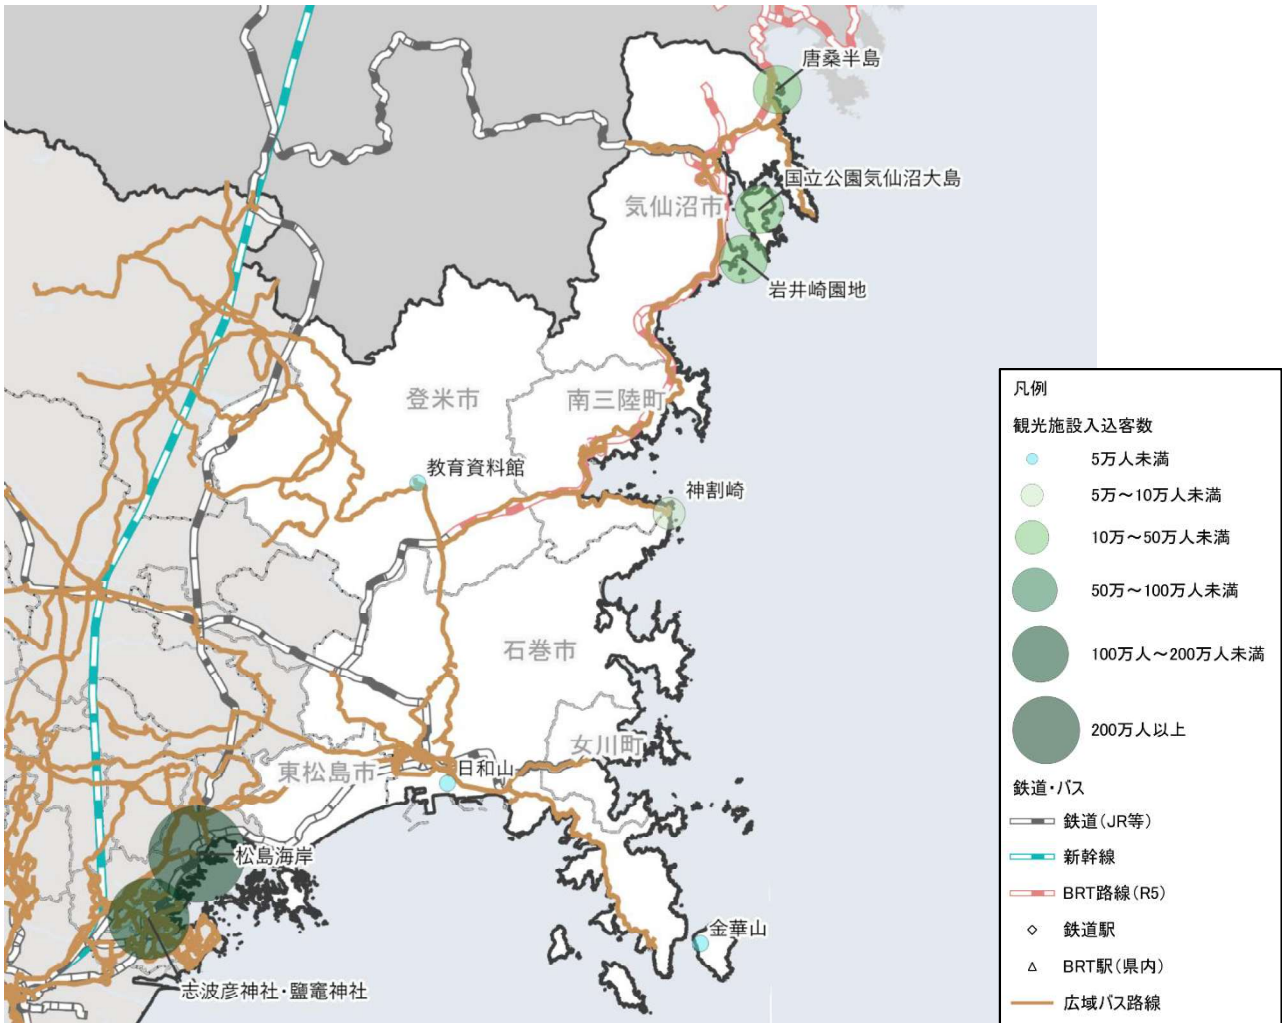 唐桑半島
国立公園気仙沼大島
気仙沼市
岩井崎園地
登米市
南三陸町
教育資料館
神割崎
石巻市
女川町
東松島市
日和山
松島海岸
金華山
志波彦神社・鹽竈神社
凡例
観光施設入込客数
5万人未満
5万～10万人未満
10万～50万人未満
50万～100万人未満
100万人～200万人未満
200万人以上
鉄道・バス
鉄道(JR等)
新幹線
BRT路線(R5)
鉄道駅
BRT駅(県内)
広域バス路線